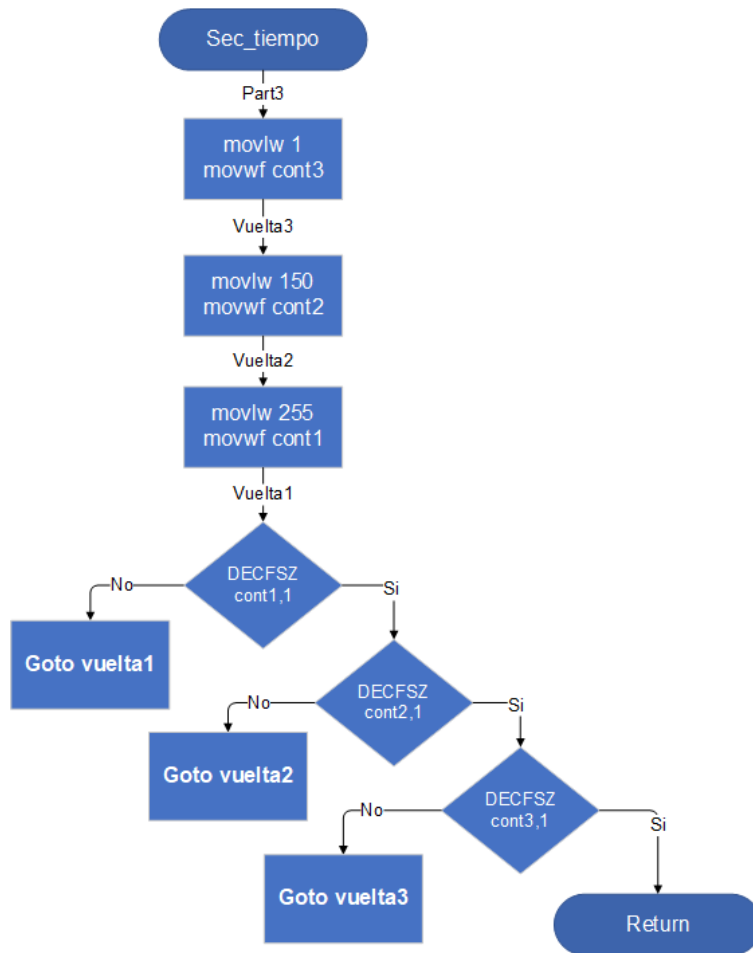 Sec_tiempo
Part3
movlw 1
movwf cont3
Vuelta3
movlw 150
movwf cont2
Vuelta2
movlw 255
movwf cont1
Vuelta1
DECFSZ
cont1,1
No
Si
Goto vuelta1
DECFSZ
cont2,1
No
Si
Goto vuelta2
DECFSZ
cont3,1
No
Si
Goto vuelta3
Return